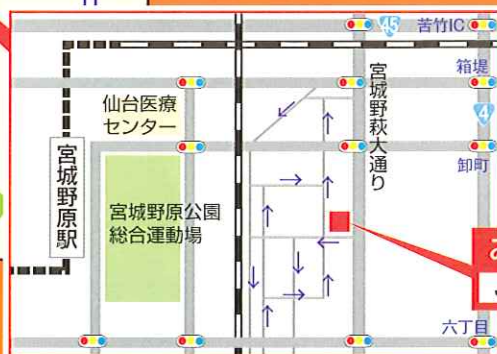 45
苦竹IC
箱堤
宮城野萩大通り
仙台医療
センター
4
卸町
宮城野原駅
宮城野原公園
総合運動場
六丁目